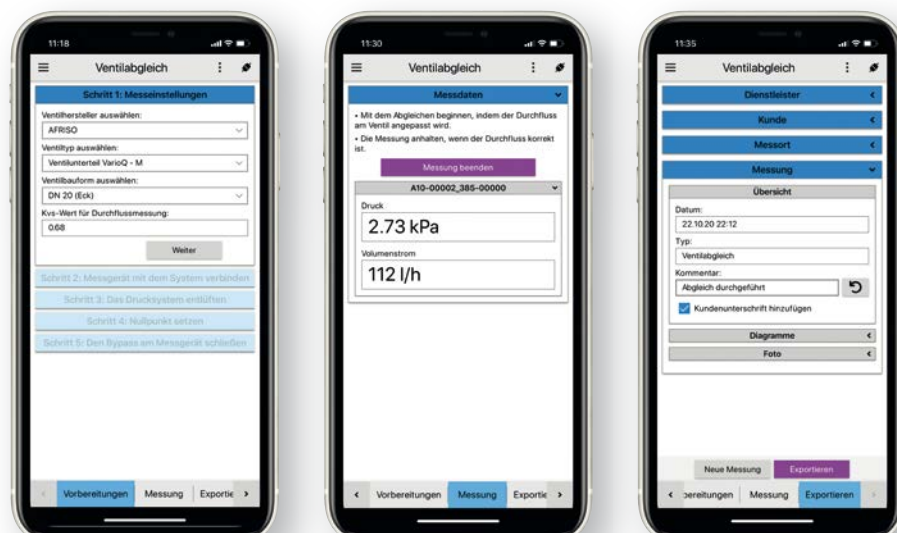 11:18
Ventilabgleich
Schritt 1: Messeinstellungen
Ventilhersteller auswählen:
AFRISO
Ventiltyp auswählen:
Ventilunterteil VarioQ - M
Ventilbauform auswählen:
DN 20 (Eck)
Kvs-Wert für Durchflussmessung:
0.68
Weiter
Schritt 2: Messgerät mit dem System verbinden
Schritt 3: Das Drucksystem entlüften
Schritt 4: Nullpunkt setzen
Schritt 5: Den Bypass am Messgerät schließen
Vorbereitungen Messung Exportie
11:30
Ventilabgleich
Messdaten
• Mit dem Abgleichen beginnen, indem der Durchfluss
am Ventil angepasst wird.
• Die Messung anhalten, wenn der Durchfluss korrekt
ist.
Messung beenden
A10-00002_385-00000
Druck
2.73 kPa
Volumenstrom
112 l/h
Vorbereitungen Messung Exportie
11:35
Ventilabgleich
Dienstleister
Kunde
Messort
Messung
Übersicht
Datum:
22.10.20 22:12
Typ:
Ventilabgleich
Kommentar:
Abgleich durchgeführt
Kundenunterschrift hinzufügen
Diagramme
Foto
Neue Messung Exportieren
bereitungen Messung Exportieren